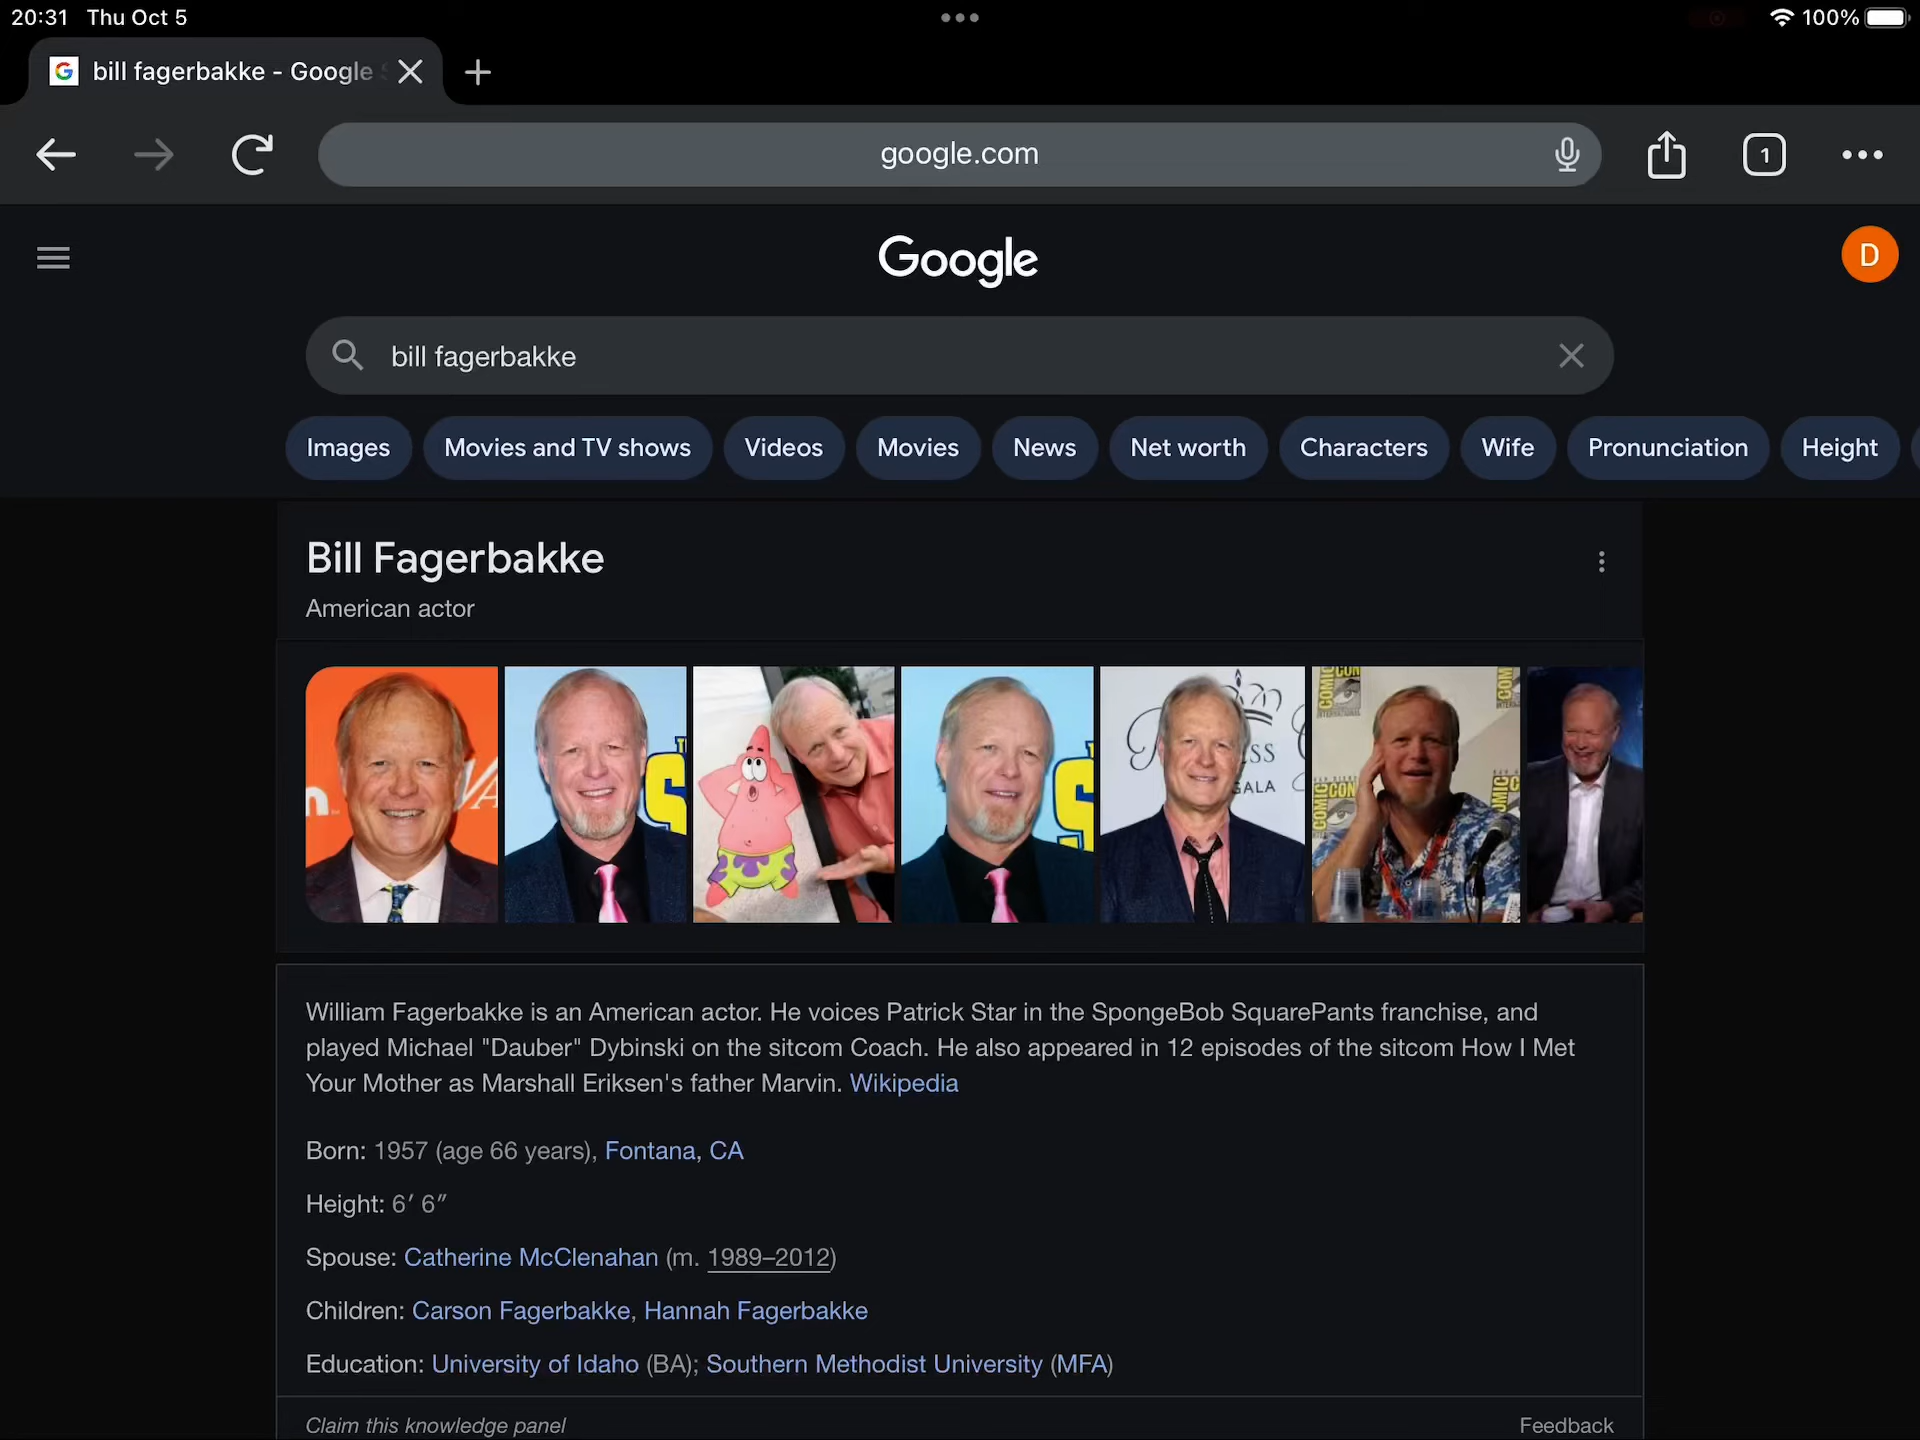 20:31 Thu Oct 5
100%
bill fagerbakke - Google
google.com
1
Google
D
bill fagerbakke
Images Movies and TV shows Videos Movies News Net worth Characters Wife Pronunciation Height
Bill Fagerbakke
American actor
William Fagerbakke is an American actor. He voices Patrick Star in the SpongeBob SquarePants franchise, and
played Michael "Dauber" Dybinski on the sitcom Coach. He also appeared in 12 episodes of the sitcom How I Met
Your Mother as Marshall Eriksen's father Marvin. Wikipedia
Born: 1957 (age 66 years), Fontana, CA
Height: 6′ 6″
Spouse: Catherine McClenahan (m. 1989–2012)
Children: Carson Fagerbakke, Hannah Fagerbakke
Education: University of Idaho (BA); Southern Methodist University (MFA)
Claim this knowledge panel Feedback